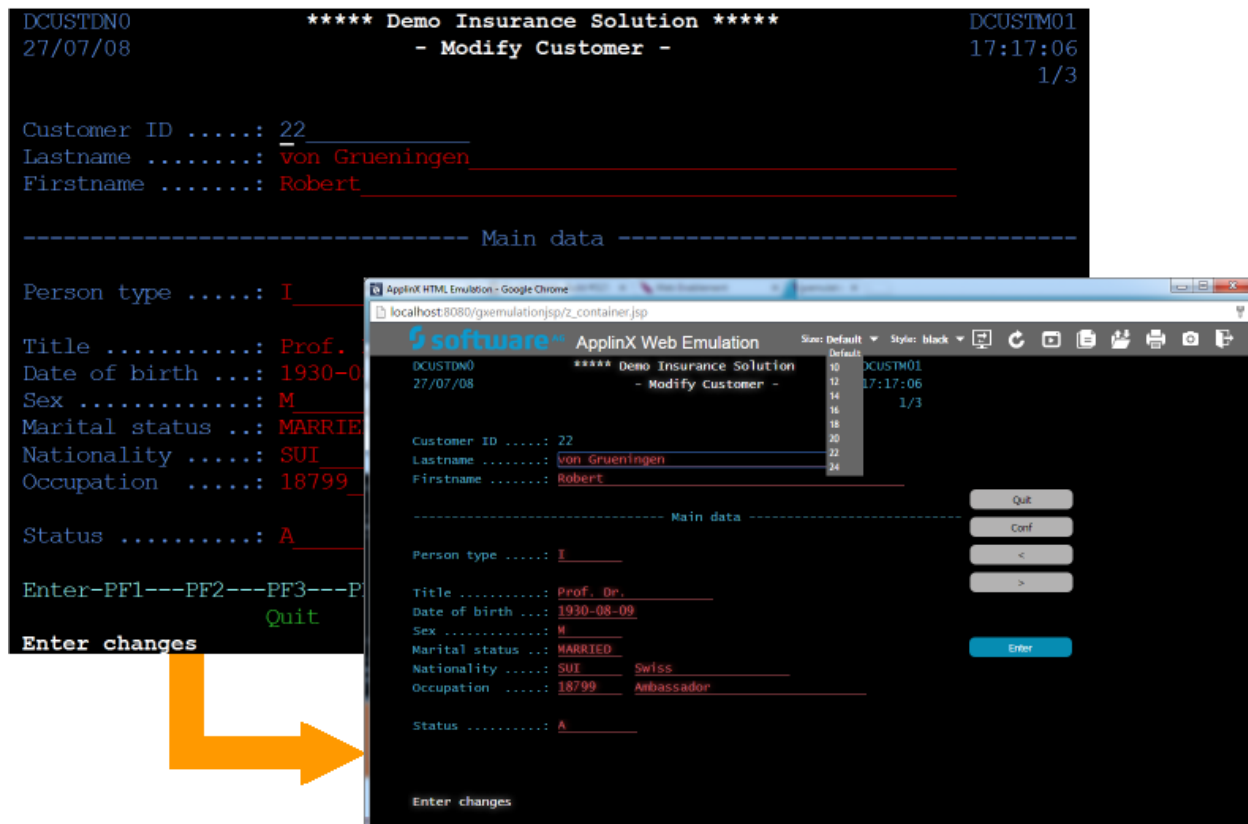 DCUSTDN0 ***** Demo Insurance Solution ***** DCUSTM01
27/07/08 - Modify Customer - 17:17:06
1/3
Customer ID .....: 22
Lastname ........: von Grueningen
Firstname .......: Robert
--------------------------------- Main data ----------------------------------
Person type .....: I
Title ...........: Prof.
Date of birth ...: 1930-0
Sex .............: M
Marital status ..: MARRIE
Nationality .....: SUI
Occupation .....: 18799
Status ..........: A
Enter-PF1---PF2---PF3---P
Quit
Enter changes
ApplinX HTML Emulation - Google Chrome
localhost:8080/gxemulationjsp/z_container.jsp
software AG ApplinX Web Emulation Size: Default Style: black
Default
10
12
14
16
18
20
22
24
DCUSTDN0 ***** Demo Insurance Solution DCUSTM01
27/07/08 - Modify Customer - 17:17:06
1/3
Customer ID .....: 22
Lastname ........: von Grueningen
Firstname .......: Robert
-------------------------------- Main data ---------------------------
Person type .....: I
Title ...........: Prof. Dr.
Date of birth ...: 1930-08-09
Sex .............: M
Marital status ..: MARRIED
Nationality .....: SUI Swiss
Occupation .....: 18799 Ambassador
Status ..........: A
Enter changes
Quit
Conf
<
>
Enter